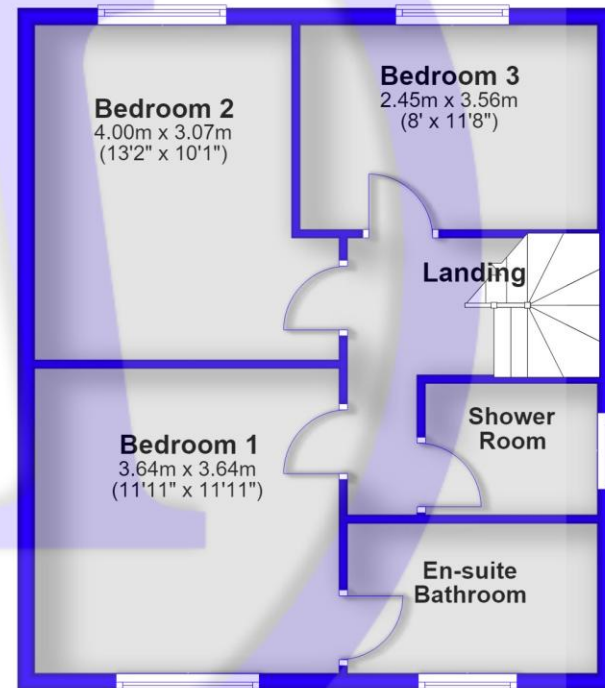 Bedroom 2
4.00m x 3.07m
(13'2" x 10'1")
Bedroom 3
2.45m x 3.56m
(8' x 11'8")
Landing
Bedroom 1
3.64m x 3.64m
(11'11" x 11'11")
Shower
Room
En-suite
Bathroom